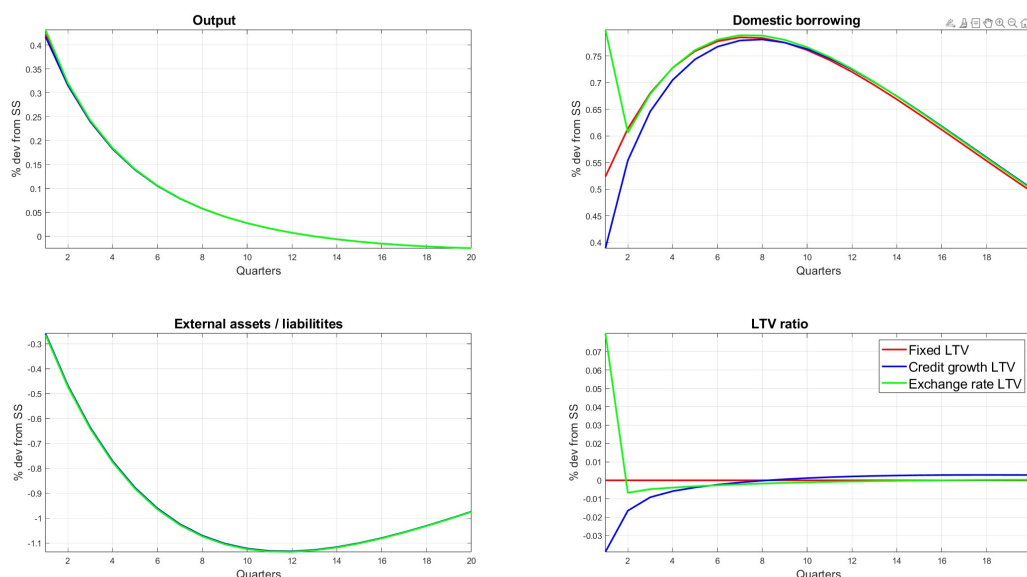 Output
% dev from SS
0.4
0.35
0.3
0.25
0.2
0.15
0.1
0.05
0
2 4 6 8 10 12 14 16 18 20
Quarters
Domestic borrowing
% dev from SS
0.75
0.7
0.65
0.6
0.55
0.5
0.45
0.4
2 4 6 8 10 12 14 16 18 20
Quarters
External assets / liabilitites
% dev from SS
-0.3
-0.4
-0.5
-0.6
-0.7
-0.8
-0.9
-1
-1.1
2 4 6 8 10 12 14 16 18 20
Quarters
LTV ratio
% dev from SS
0.07
0.06
0.05
0.04
0.03
0.02
0.01
0
-0.01
-0.02
-0.03
2 4 6 8 10 12 14 16 18
Quarters
Fixed LTV
Credit growth LTV
Exchange rate LTV